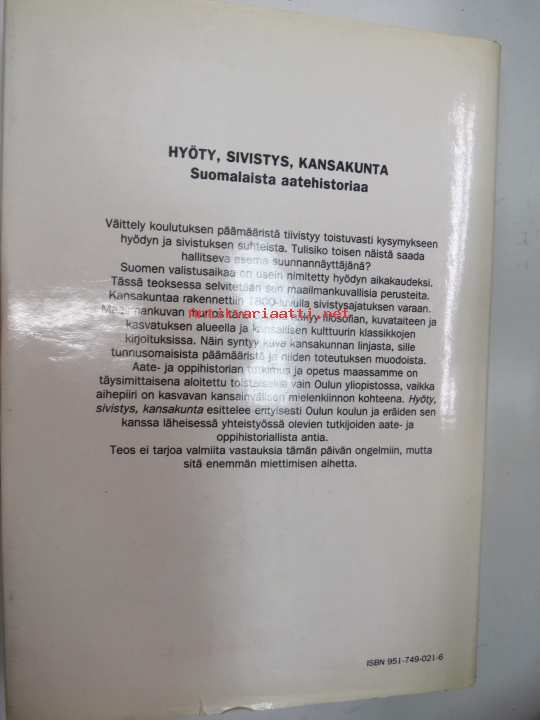 HYÖTY, SIVISTYS, KANSAKUNTA
Suomalaista aatehistoriaa
Väittely koulutuksen päämääristä tiivistyy toistuvasti kysymykseen
hyödyn ja sivistuksen suhteista. Tulisiko toisen näistä saada
hallitseva asema suunnannäyttäjänä?
Suomen valistusaikaa on usein nimitetty hyödyn aikakaudeksi.
Tässä teoksessa selvitetään sen maailmankuvallisia perusteita.
Kansakuntaa rakennettiin 1800-luvulla sivistysajatuksen varaan.
Maailmankuvan murros näkyy filosofian, kuvataiteen ja
kasvatuksen alueella ja kansallisen kulttuurin klassikkojen
kirjoituksissa. Näin syntyy kuva kansakunnan linjasta, sille
tunnusomaisista päämääristä ja niiden toteutuksen muodoista.
Aate- ja oppihistorian tutkimus ja opetus maassamme on
täysimittaisena aloitettu toistaiseksi vain Oulun yliopistossa, vaikka
aihepiiri on kasvavan kansainvälisen mielenkiinnon kohteena. Hyöty,
sivistys, kansakunta esittelee erityisesti Oulun koulun ja eräiden sen
kanssa läheisessä yhteistyössä olevien tutkijoiden aate- ja
oppihistoriallista antia.
Teos ei tarjoa valmiita vastauksia tämän päivän ongelmiin, mutta
sitä enemmän miettimisen aihetta.
huutokauppavariaatti.com
ISBN 951-749-021-6